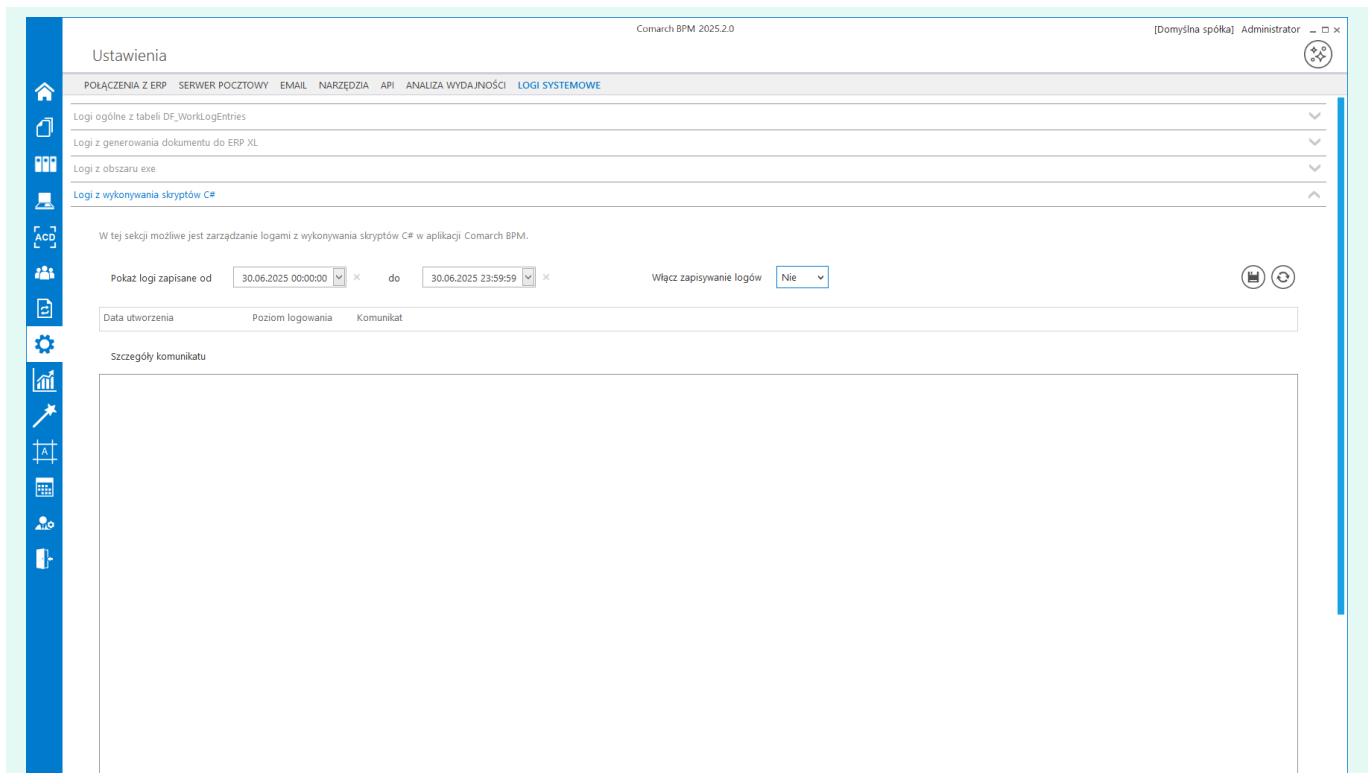 Comarch BPM 2025.2.0
[Domyślna spółka] Administrator
Ustawienia
POŁĄCZENIA Z ERP SERWER POCZTOWY EMAIL NARZĘDZIA API ANALIZA WYDAJNOŚCI LOGI SYSTEMOWE
Logi ogólne z tabeli DF_WorkLogEntries
Logi z generowania dokumentu do ERP XL
Logi z obszaru exe
Logi z wykonywania skryptów C#
ACD
W tej sekcji możliwe jest zarządzanie logami z wykonywania skryptów C# w aplikacji Comarch BPM.
Pokaż logi zapisane od 30.06.2025 00:00:00 do 30.06.2025 23:59:59 Włącz zapisywanie logów Nie
Data utworzenia Poziom logowania Komunikat
Szczegóły komunikatu
A